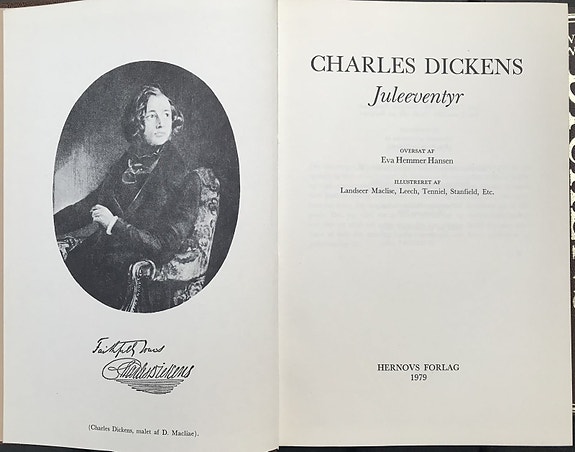 Faithfully Yours
Charles Dickens
(Charles Dickens, malet af D. Macliae).
CHARLES DICKENS
Juleeventyr
OVERSAT AF
Eva Hemmer Hansen
ILLUSTRERET AF
Landseer Maclise, Leech, Tenniel, Stanfield, Etc.
HERNOVS FORLAG
1979